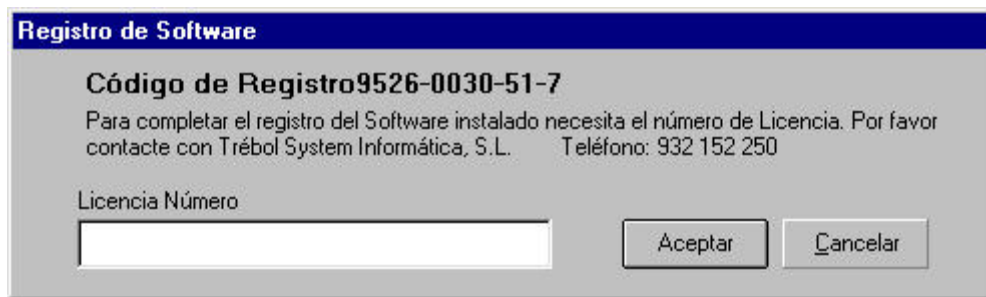 Registro de Software
Código de Registro9526-0030-51-7
Para completar el registro del Software instalado necesita el número de Licencia. Por favor
contacte con Trébol System Informática, S.L. Teléfono: 932 152 250
Licencia Número
Aceptar Cancelar